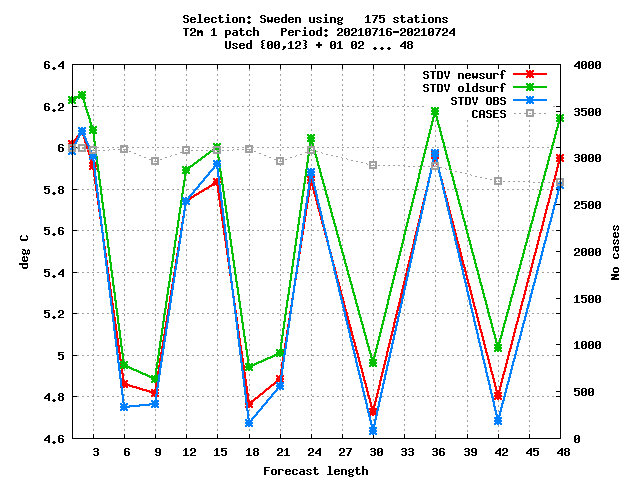 Selection: Sweden using   175 stations
T2m 1 patch   Period: 20210716-20210724
Used {00,12} + 01 02 ... 48
STDV newsurf
STDV oldsurf
STDV OBS
CASES
6.4
6.2
6
5.8
5.6
5.4
5.2
5
4.8
4.6
deg C
4000
3500
3000
2500
2000
1500
1000
500
0
No cases
3 6 9 12 15 18 21 24 27 30 33 36 39 42 45 48
Forecast length